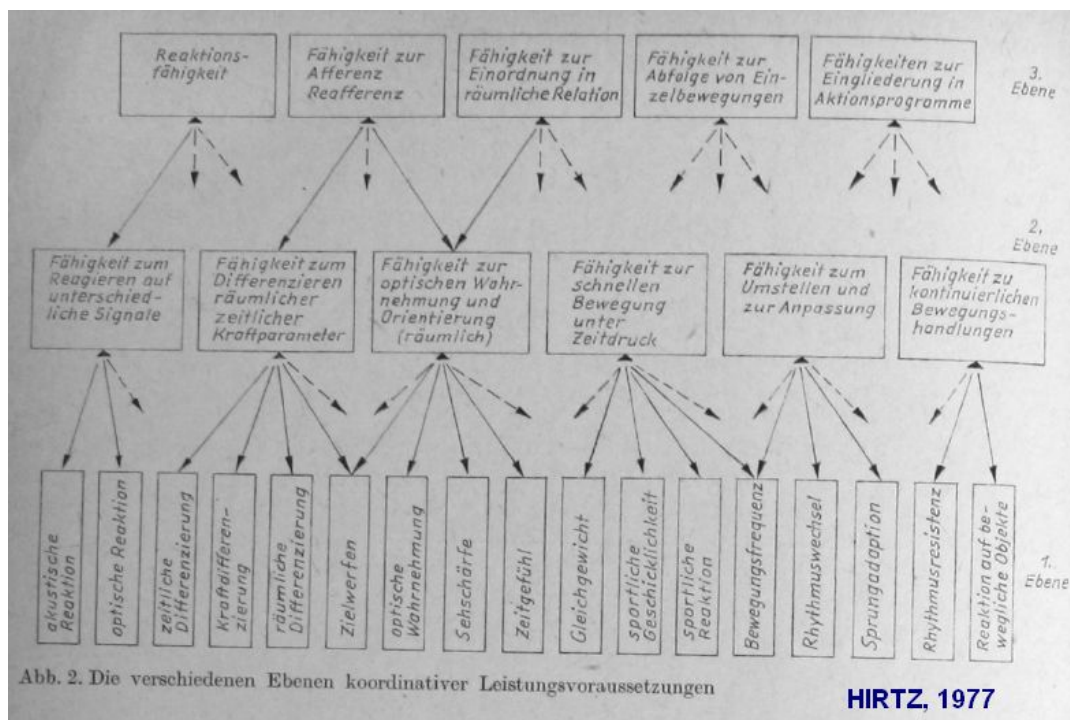 Reaktions-
fähigkeit
Fähigkeit zur
Afferenz
Reafferenz
Fähigkeit zur
Einordnung in
räumliche Relation
Fähigkeit zur
Abfolge von Ein-
zelbewegungen
Fähigkeiten zur
Eingliederung in
Aktionsprogramme
3.
Ebene
2.
Ebene
Fähigkeit zum
Reagieren auf
unterschied-
liche Signale
Fähigkeit zum
Differenzieren
räumlicher
zeitlicher
Kraftparameter
Fähigkeit zur
optischen Wahr-
nehmung und
Orientierung
(räumlich)
Fähigkeit zur
schnellen
Bewegung
unter
Zeitdruck
Fähigkeit zum
Umstellen und
zur Anpassung
Fähigkeit zu
kontinuierlichen
Bewegungs-
handlungen
akustische
Reaktion
optische Reaktion
zeitliche
Differenzierung
Kraftdifferen-
zierung
räumliche
Differenzierung
Zielwerfen
optische
Wahrnehmung
Sehschärfe
Zeitgefühl
Gleichgewicht
sportliche
Geschicklichkeit
sportliche
Reaktion
Bewegungsfrequenz
Rhythmuswechsel
Sprungadaption
Rhythmusresistenz
Reaktion auf be-
wegliche Objekte
1.
Ebene
Abb. 2. Die verschiedenen Ebenen koordinativer Leistungsvoraussetzungen
HIRTZ, 1977